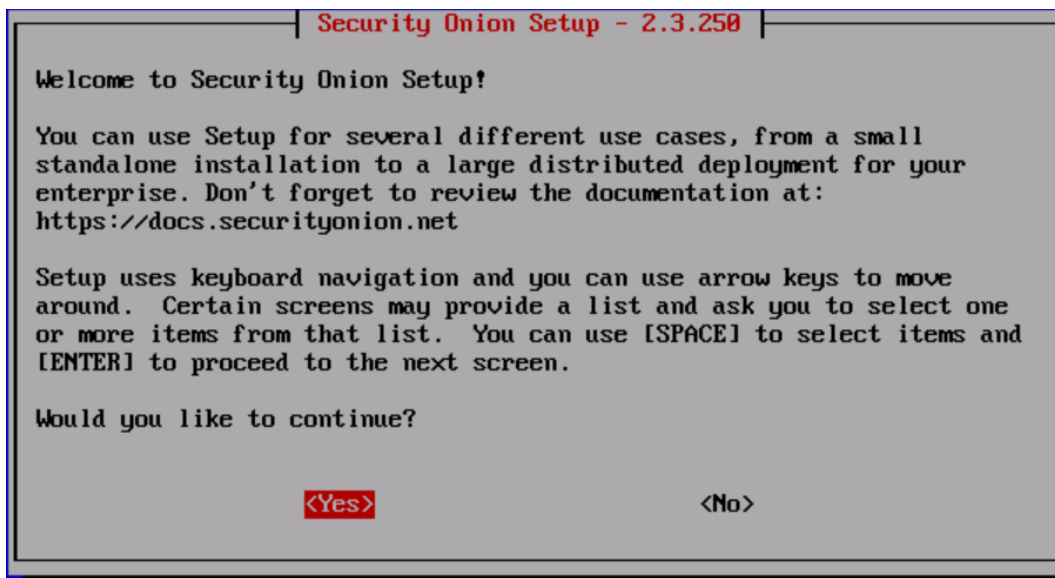 Security Onion Setup - 2.3.250
Welcome to Security Onion Setup!
You can use Setup for several different use cases, from a small
standalone installation to a large distributed deployment for your
enterprise. Don't forget to review the documentation at:
https://docs.securityonion.net
Setup uses keyboard navigation and you can use arrow keys to move
around.  Certain screens may provide a list and ask you to select one
or more items from that list.  You can use [SPACE] to select items and
[ENTER] to proceed to the next screen.
Would you like to continue?
<Yes> <No>